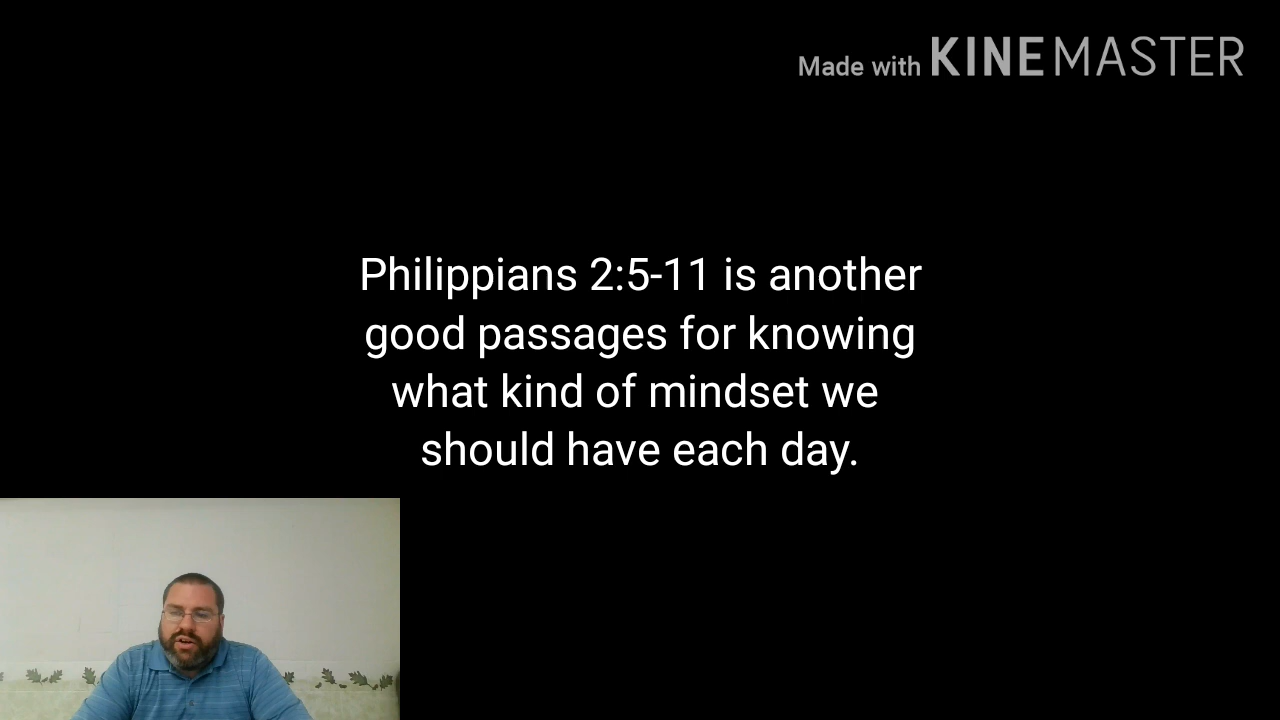 Made with KINEMASTER
Philippians 2:5-11 is another
good passages for knowing
what kind of mindset we
should have each day.